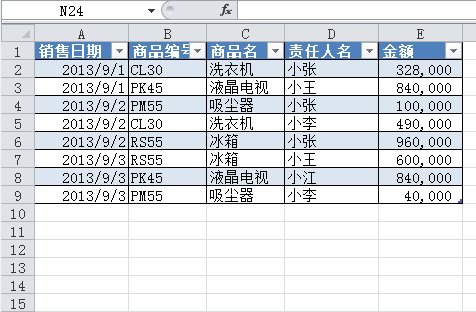 N24 fx
A B C D E
1 销售日期 商品编号 商品名 责任人名 金额
2 2013/9/1 CL30 洗衣机 小张 328,000
3 2013/9/1 PK45 液晶电视 小王 840,000
4 2013/9/2 PM55 吸尘器 小张 100,000
5 2013/9/2 CL30 洗衣机 小李 490,000
6 2013/9/2 RS55 冰箱 小张 960,000
7 2013/9/3 RS55 冰箱 小王 600,000
8 2013/9/3 PK45 液晶电视 小江 840,000
9 2013/9/3 PM55 吸尘器 小李 40,000
10
11
12
13
14
15